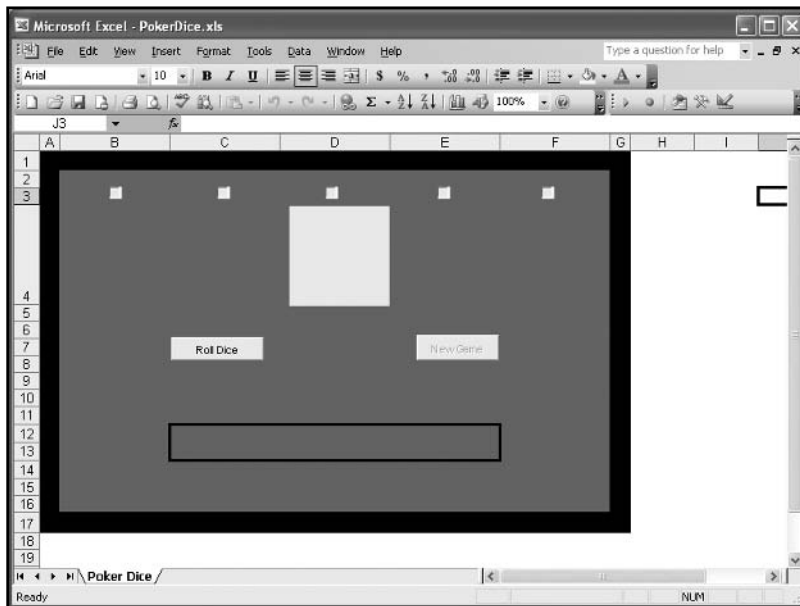 Microsoft Excel - PokerDice.xls
File Edit View Insert Format Tools Data Window Help Type a question for help
Arial 10 B I U $ % ,
Σ 100%
J3 fx
A B C D E F G H I
1
2
3
4
5
6
7
8
9
10
11
12
13
14
15
16
17
18
19
Roll Dice New Game
Poker Dice
Ready NUM